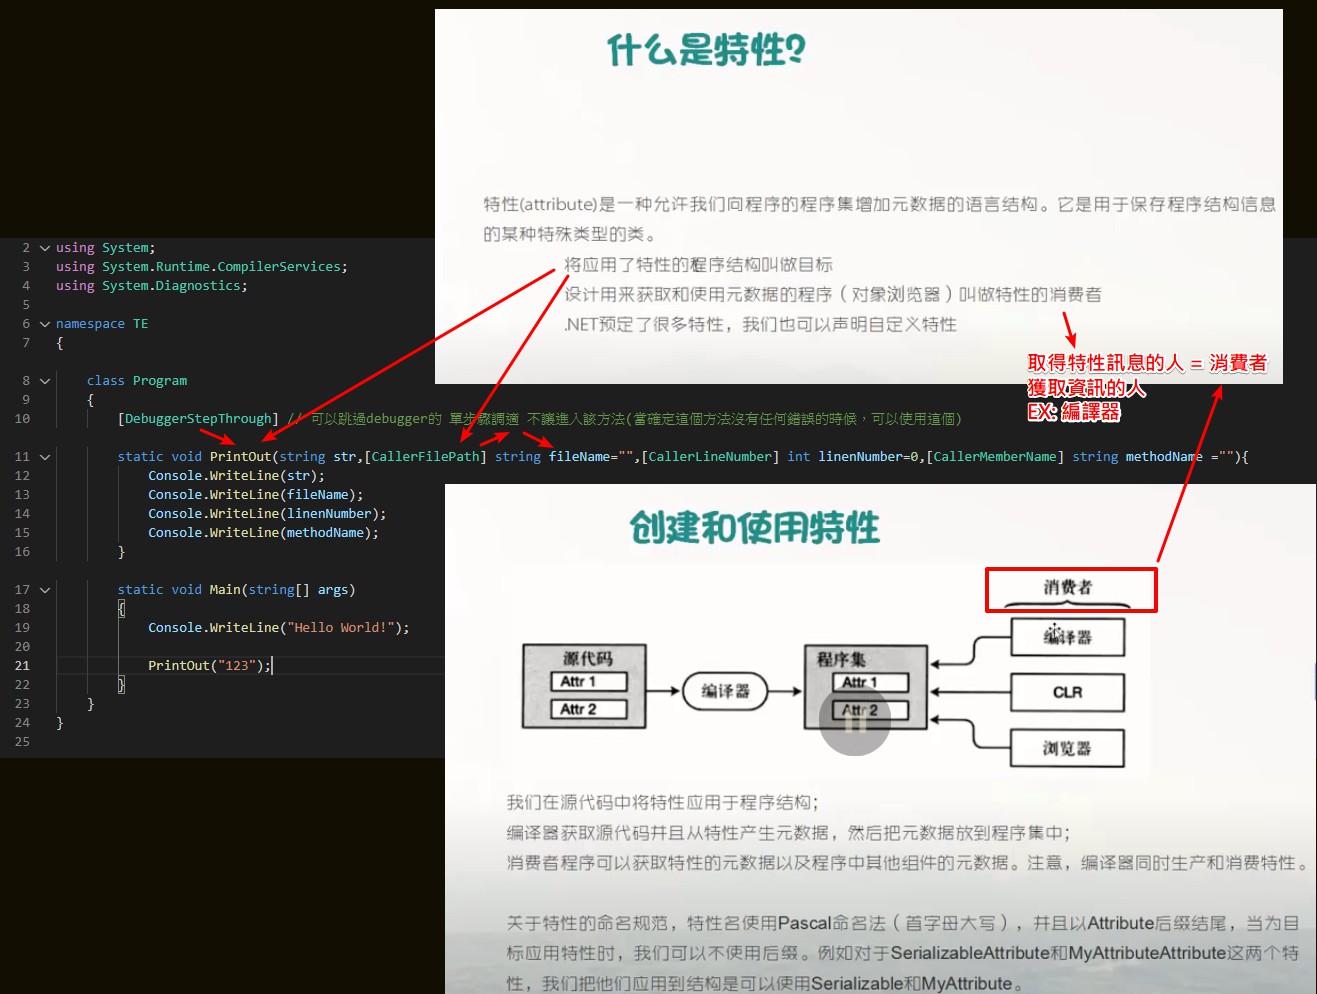 什么是特性?
特性(attribute)是一种允许我们向程序的程序集增加元数据的语言结构。它是用于保存程序结构信息
的某种特殊类型的类。
将应用了特性的程序结构叫做目标
设计用来获取和使用元数据的程序（对象浏览器）叫做特性的消费者
.NET预定了很多特性，我们也可以声明自定义特性
取得特性訊息的人 = 消費者
獲取資訊的人
EX: 編譯器
2 using System;
3 using System.Runtime.CompilerServices;
4 using System.Diagnostics;
5
6 namespace TE
7 {
8 class Program
9 {
10 [DebuggerStepThrough] // 可以跳過debugger的 單步驟調適 不讓進入該方法(當確定這個方法沒有任何錯誤的時候，可以使用這個)
11 static void PrintOut(string str,[CallerFilePath] string fileName="",[CallerLineNumber] int linenNumber=0,[CallerMemberName] string methodName =""){
12 Console.WriteLine(str);
13 Console.WriteLine(fileName);
14 Console.WriteLine(linenNumber);
15 Console.WriteLine(methodName);
16 }
17 static void Main(string[] args)
18 {
19 Console.WriteLine("Hello World!");
20
21 PrintOut("123");
22 }
23 }
24 }
25
创建和使用特性
消费者
源代码
Attr 1
Attr 2
编译器
程序集
Attr 1
Attr 2
编译器
CLR
浏览器
我们在源代码中将特性应用于程序结构；
编译器获取源代码并且从特性产生元数据，然后把元数据放到程序集中；
消费者程序可以获取特性的元数据以及程序中其他组件的元数据。注意，编译器同时生产和消费特性。
关于特性的命名规范，特性名使用Pascal命名法（首字母大写），并且以Attribute后缀结尾，当为目
标应用特性时，我们可以不使用后缀。例如对于SerializableAttribute和MyAttributeAttribute这两个特
性，我们把他们应用到结构是可以使用Serializable和MyAttribute。